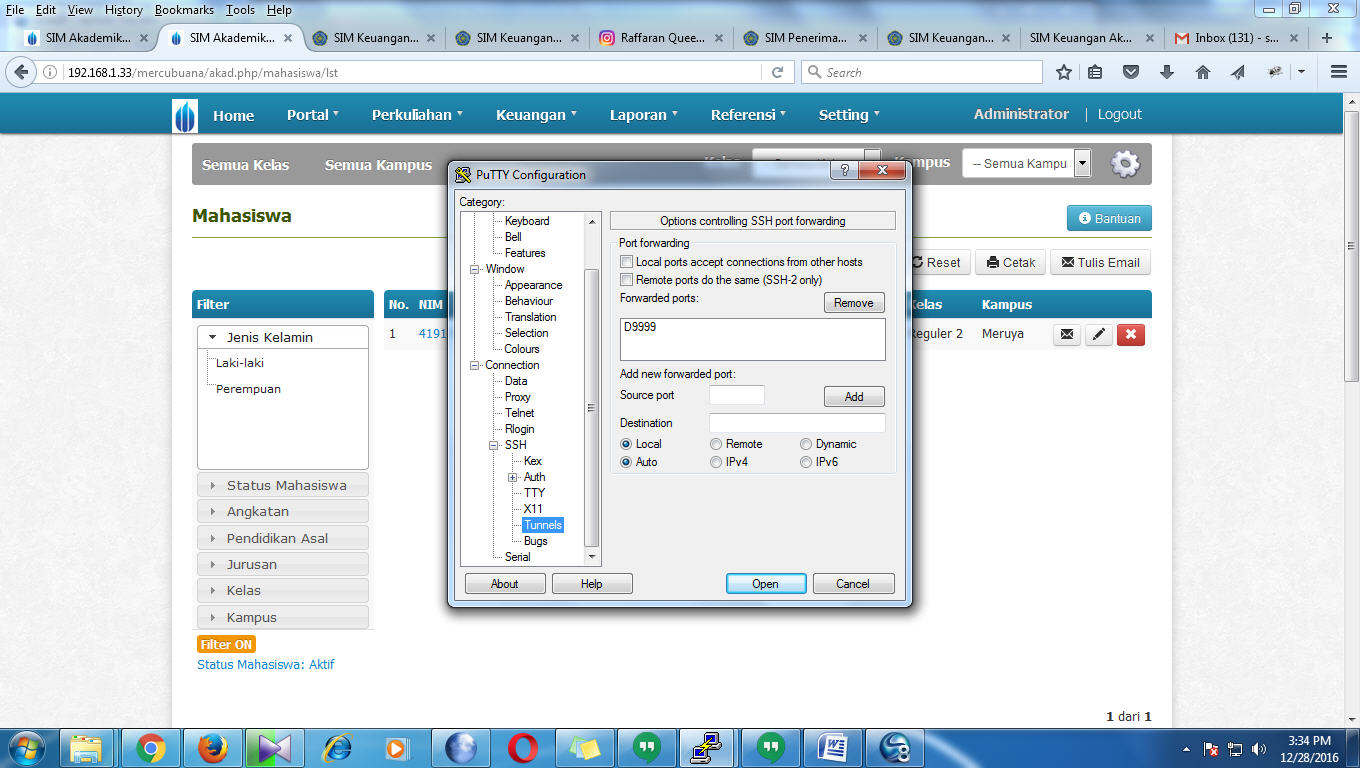 File Edit View History Bookmarks Tools Help
SIM Akademik... SIM Akademik... SIM Keuangan... SIM Keuangan... Raffaran Quee... SIM Penerima... SIM Keuangan... SIM Keuangan Ak... Inbox (131) - s...
192.168.1.33/mercubuana/akad.php/mahasiswa/lst Search
Home Portal Perkuliahan Keuangan Laporan Referensi Setting Administrator | Logout
Semua Kelas Semua Kampus Kelas Kampus -- Semua Kampu
PuTTY Configuration
Mahasiswa
Bantuan
Reset Cetak Tulis Email
Filter
Jenis Kelamin
Laki-laki
Perempuan
Status Mahasiswa
Angkatan
Pendidikan Asal
Jurusan
Kelas
Kampus
Filter ON
Status Mahasiswa: Aktif
No. NIM Kelas Kampus
1 4191 Reguler 2 Meruya
1 dari 1
Category:
Keyboard
Bell
Features
Window
Appearance
Behaviour
Translation
Selection
Colours
Connection
Data
Proxy
Telnet
Rlogin
SSH
Kex
Auth
TTY
X11
Tunnels
Bugs
Serial
Options controlling SSH port forwarding
Port forwarding
Local ports accept connections from other hosts
Remote ports do the same (SSH-2 only)
Forwarded ports: Remove
D9999
Add new forwarded port:
Source port Add
Destination
Local Remote Dynamic
Auto IPv4 IPv6
About Help Open Cancel
3:34 PM
12/28/2016